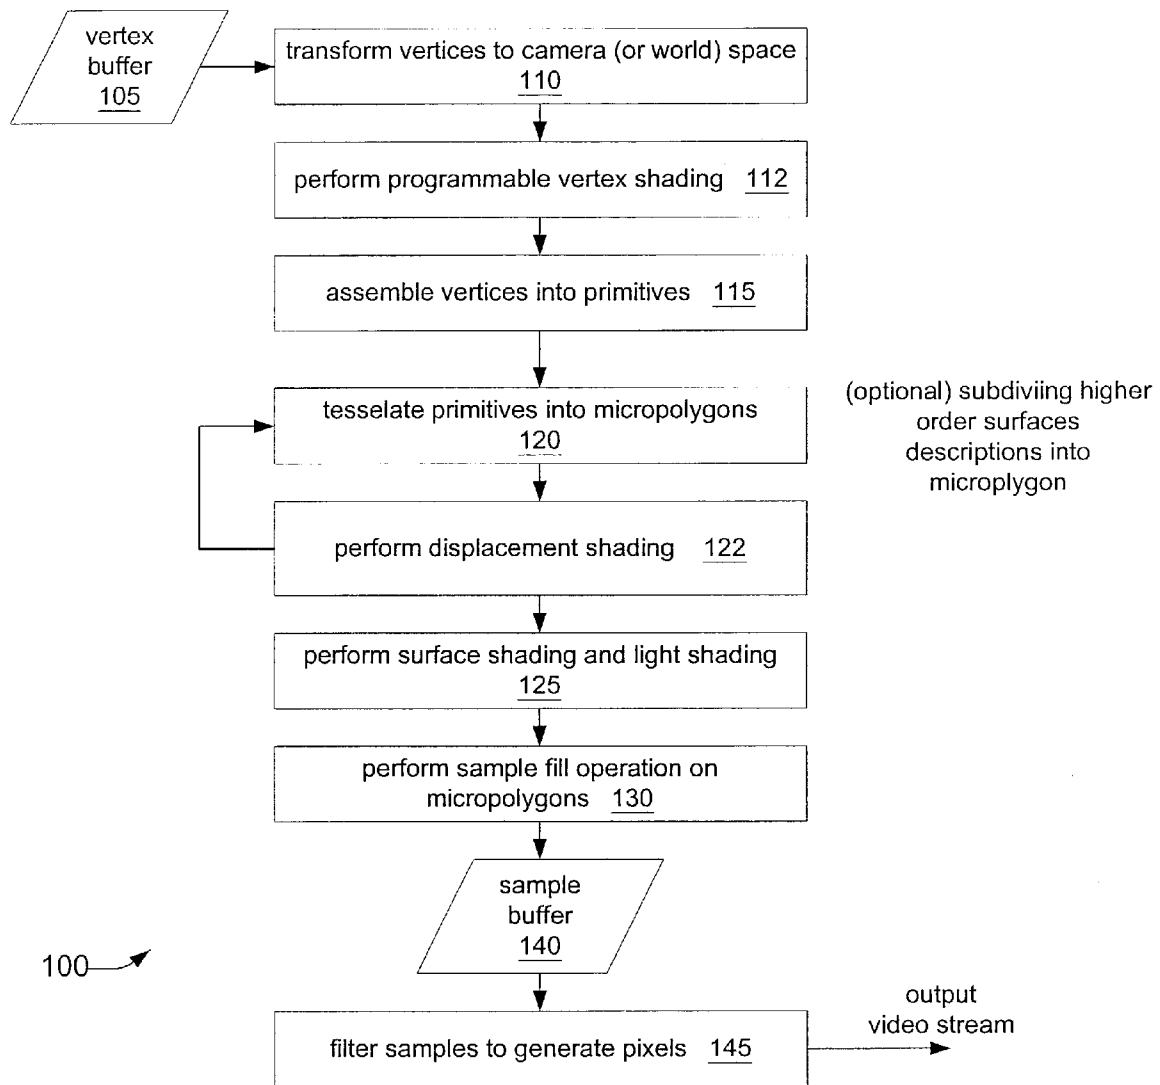 vertex
buffer
105
transform vertices to camera (or world) space
110
perform programmable vertex shading 112
assemble vertices into primitives 115
tesselate primitives into micropolygons
120
(optional) subdiviing higher
order surfaces
descriptions into
microplygon
perform displacement shading 122
perform surface shading and light shading
125
perform sample fill operation on
micropolygons 130
sample
buffer
140
100
filter samples to generate pixels 145
output
video stream